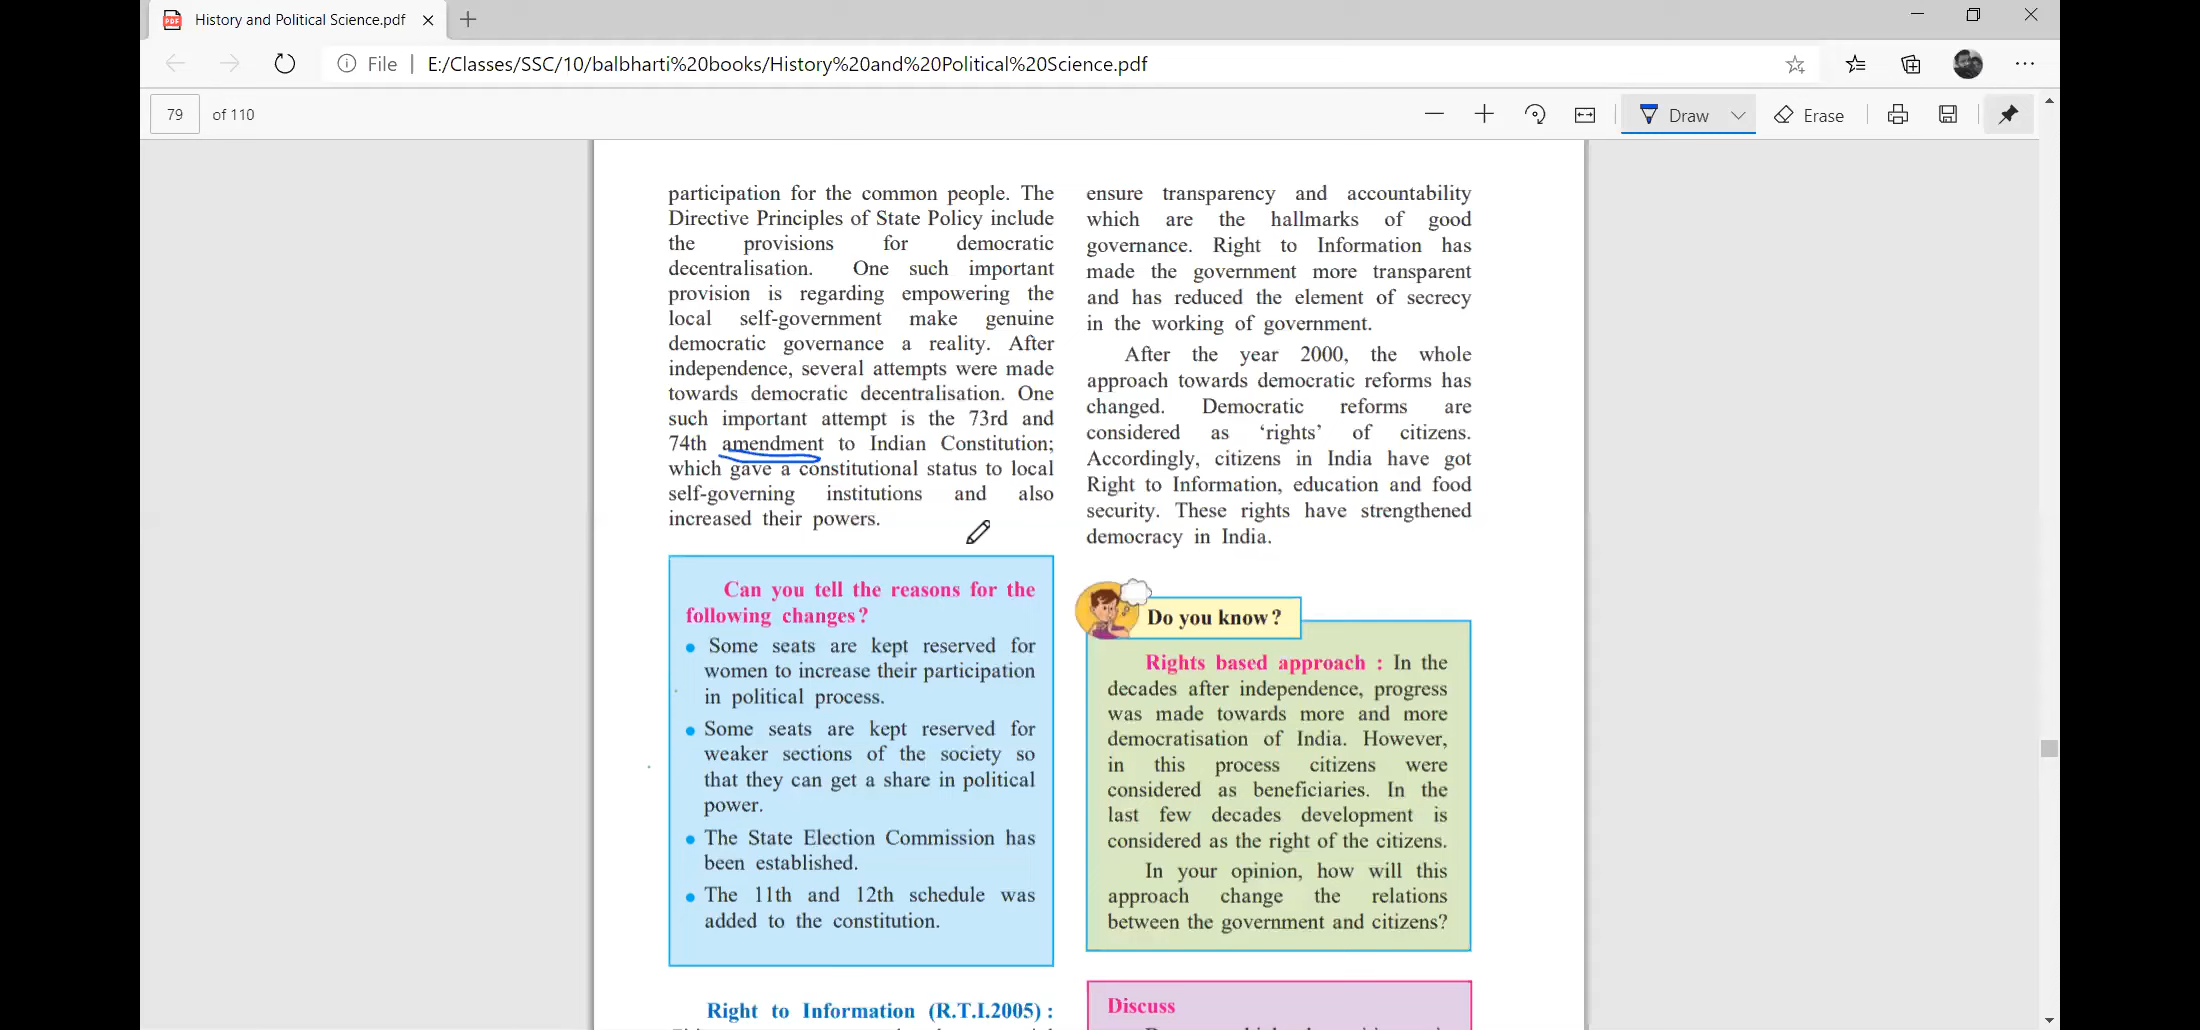 History and Political Science.pdf
File | E:/Classes/SSC/10/balbharti%20books/History%20and%20Political%20Science.pdf
79 of 110
Draw
Erase
participation for the common people. The
Directive Principles of State Policy include
the provisions for democratic
decentralisation. One such important
provision is regarding empowering the
local self-government make genuine
democratic governance a reality. After
independence, several attempts were made
towards democratic decentralisation. One
such important attempt is the 73rd and
74th amendment to Indian Constitution;
which gave a constitutional status to local
self-governing institutions and also
increased their powers.
Can you tell the reasons for the
following changes?
• Some seats are kept reserved for
women to increase their participation
in political process.
• Some seats are kept reserved for
weaker sections of the society so
that they can get a share in political
power.
• The State Election Commission has
been established.
• The 11th and 12th schedule was
added to the constitution.
Right to Information (R.T.I.2005) :
ensure transparency and accountability
which are the hallmarks of good
governance. Right to Information has
made the government more transparent
and has reduced the element of secrecy
in the working of government.
After the year 2000, the whole
approach towards democratic reforms has
changed. Democratic reforms are
considered as ‘rights’ of citizens.
Accordingly, citizens in India have got
Right to Information, education and food
security. These rights have strengthened
democracy in India.
Do you know?
Rights based approach : In the
decades after independence, progress
was made towards more and more
democratisation of India. However,
in this process citizens were
considered as beneficiaries. In the
last few decades development is
considered as the right of the citizens.
In your opinion, how will this
approach change the relations
between the government and citizens?
Discuss